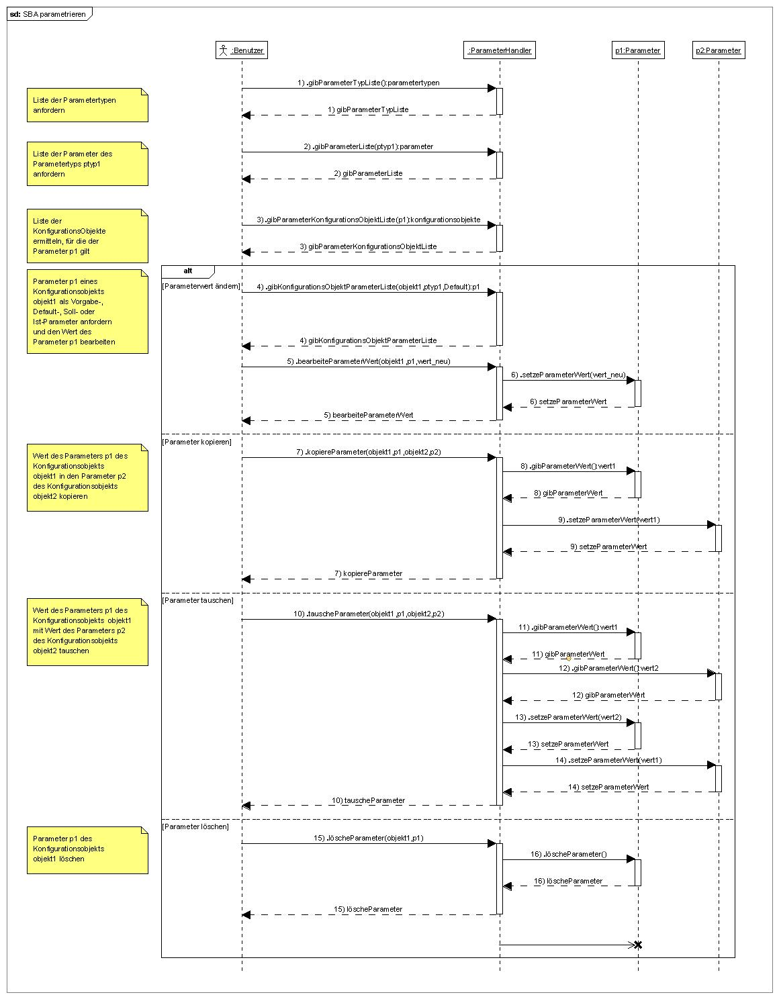 sd: SBA parametrieren
:Benutzer
:ParameterHandler
p1:Parameter
p2:Parameter
Liste der Parametertypen
anfordern
1) .gibParameterTypListe():parametertypen
1) gibParameterTypListe
Liste der Parameter des
Parametertyps ptyp1
anfordern
2) .gibParameterListe(ptyp1):parameter
2) gibParameterListe
Liste der
KonfigurationsObjekte
ermitteln, für die der
Parameter p1 gilt
3) .gibParameterKonfigurationsObjektListe(p1):konfigurationsobjekte
3) gibParameterKonfigurationsObjektListe
alt
[Parameterwert ändern]
Parameter p1 eines
Konfigurationsobjekts
objekt1 als Vorgabe-,
Default-, Soll- oder
Ist-Parameter anfordern
und den Wert des
Parameter p1 bearbeiten
4) .gibKonfigurationsObjektParameterListe(objekt1,ptyp1,Default):p1
4) gibKonfigurationsObjektParameterListe
5) .bearbeiteParameterWert(objekt1,p1,wert_neu)
6) .setzeParameterWert(wert_neu)
6) setzeParameterWert
5) bearbeiteParameterWert
[Parameter kopieren]
Wert des Parameters p1 des
Konfigurationsobjekts
objekt1 in den Parameter p2
des Konfigurationsobjekts
objekt2 kopieren
7) .kopiereParameter(objekt1,p1,objekt2,p2)
8) .gibParameterWert():wert1
8) gibParameterWert
9) .setzeParameterWert(wert1)
9) setzeParameterWert
7) kopiereParameter
[Parameter tauschen]
Wert des Parameters p1 des
Konfigurationsobjekts objekt1
mit Wert des Parameters p2
des Konfigurationsobjekts
objekt2 tauschen
10) .tauscheParameter(objekt1,p1,objekt2,p2)
11) .gibParameterWert():wert1
11) gibParameterWert
12) .gibParameterWert():wert2
12) gibParameterWert
13) .setzeParameterWert(wert2)
13) setzeParameterWert
14) .setzeParameterWert(wert1)
14) setzeParameterWert
10) tauscheParameter
[Parameter löschen]
Parameter p1 des
Konfigurationsobjekts
objekt1 löschen
15) .löscheParameter(objekt1,p1)
16) .löscheParameter()
16) löscheParameter
15) löscheParameter